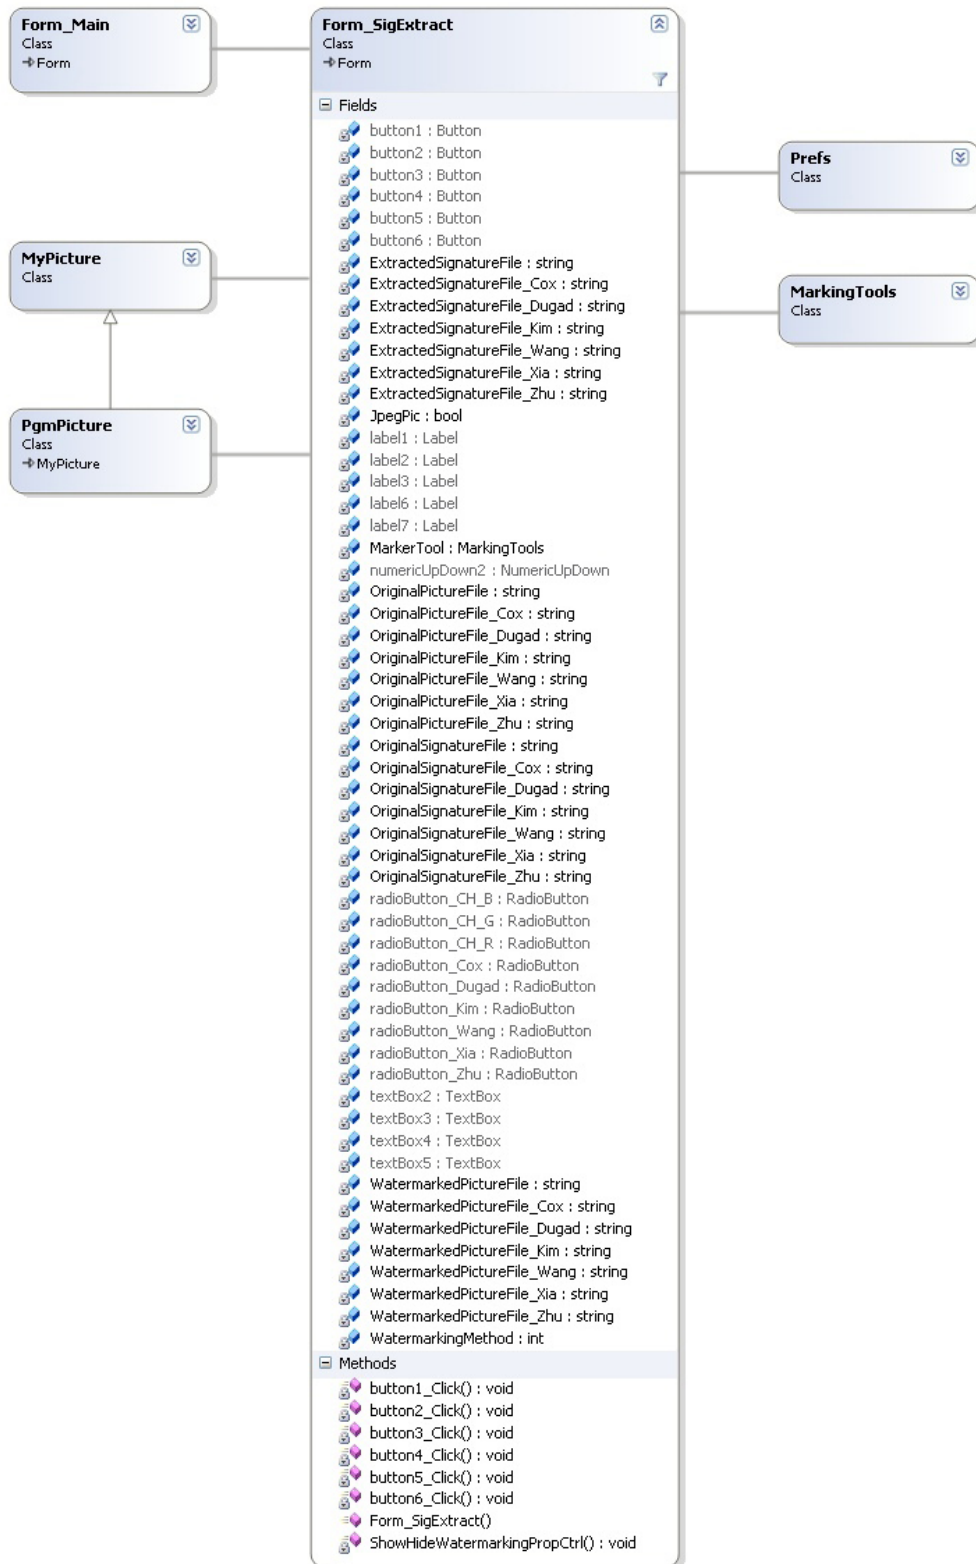 Form_Main
Class
Form
MyPicture
Class
PgmPicture
Class
MyPicture
Form_SigExtract
Class
Form
Fields
button1 : Button
button2 : Button
button3 : Button
button4 : Button
button5 : Button
button6 : Button
ExtractedSignatureFile : string
ExtractedSignatureFile_Cox : string
ExtractedSignatureFile_Dugad : string
ExtractedSignatureFile_Kim : string
ExtractedSignatureFile_Wang : string
ExtractedSignatureFile_Xia : string
ExtractedSignatureFile_Zhu : string
JpegPic : bool
label1 : Label
label2 : Label
label3 : Label
label6 : Label
label7 : Label
MarkerTool : MarkingTools
numericUpDown2 : NumericUpDown
OriginalPictureFile : string
OriginalPictureFile_Cox : string
OriginalPictureFile_Dugad : string
OriginalPictureFile_Kim : string
OriginalPictureFile_Wang : string
OriginalPictureFile_Xia : string
OriginalPictureFile_Zhu : string
OriginalSignatureFile : string
OriginalSignatureFile_Cox : string
OriginalSignatureFile_Dugad : string
OriginalSignatureFile_Kim : string
OriginalSignatureFile_Wang : string
OriginalSignatureFile_Xia : string
OriginalSignatureFile_Zhu : string
radioButton_CH_B : RadioButton
radioButton_CH_G : RadioButton
radioButton_CH_R : RadioButton
radioButton_Cox : RadioButton
radioButton_Dugad : RadioButton
radioButton_Kim : RadioButton
radioButton_Wang : RadioButton
radioButton_Xia : RadioButton
radioButton_Zhu : RadioButton
textBox2 : TextBox
textBox3 : TextBox
textBox4 : TextBox
textBox5 : TextBox
WatermarkedPictureFile : string
WatermarkedPictureFile_Cox : string
WatermarkedPictureFile_Dugad : string
WatermarkedPictureFile_Kim : string
WatermarkedPictureFile_Wang : string
WatermarkedPictureFile_Xia : string
WatermarkedPictureFile_Zhu : string
WatermarkingMethod : int
Methods
button1_Click() : void
button2_Click() : void
button3_Click() : void
button4_Click() : void
button5_Click() : void
button6_Click() : void
Form_SigExtract()
ShowHideWatermarkingPropCtrl() : void
Prefs
Class
MarkingTools
Class